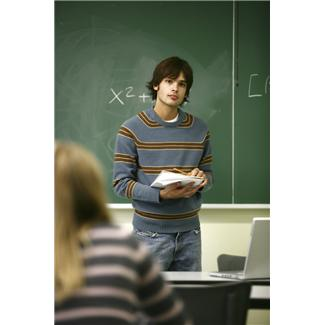 x²+ [